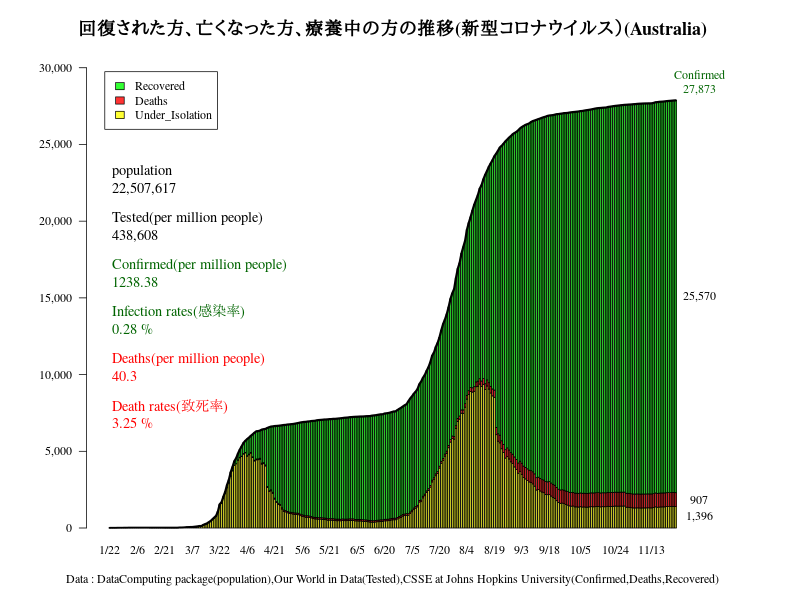 回復された方、亡くなった方、療養中の方の推移(新型コロナウイルス）(Australia)
Confirmed
27,873
30,000
25,000
20,000
15,000
10,000
5,000
0
Recovered
Deaths
Under_Isolation
population
22,507,617
Tested(per million people)
438,608
Confirmed(per million people)
1238.38
Infection rates(感染率)
0.28 %
Deaths(per million people)
40.3
Death rates(致死率)
3.25 %
25,570
907
1,396
1/22 2/6 2/21 3/7 3/22 4/6 4/21 5/6 5/21 6/5 6/20 7/5 7/20 8/4 8/19 9/3 9/18 10/5 10/24 11/13
Data : DataComputing package(population),Our World in Data(Tested),CSSE at Johns Hopkins University(Confirmed,Deaths,Recovered)